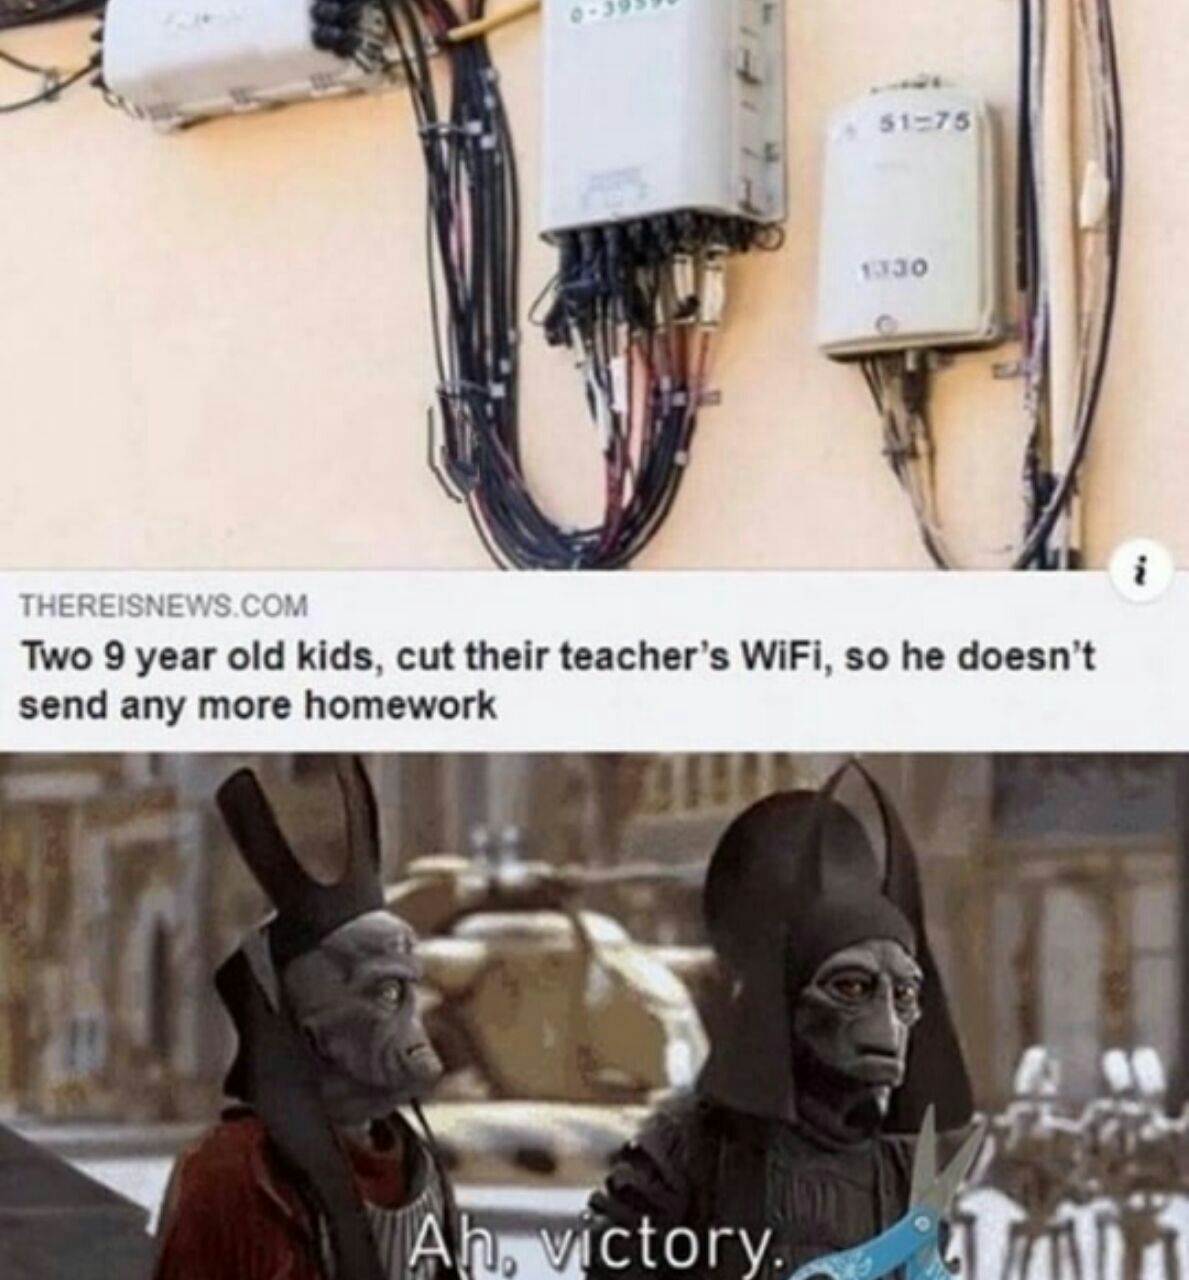 51-75
1330
i
THEREISNEWS.COM
Two 9 year old kids, cut their teacher's WiFi, so he doesn't
send any more homework
Ah, victory.